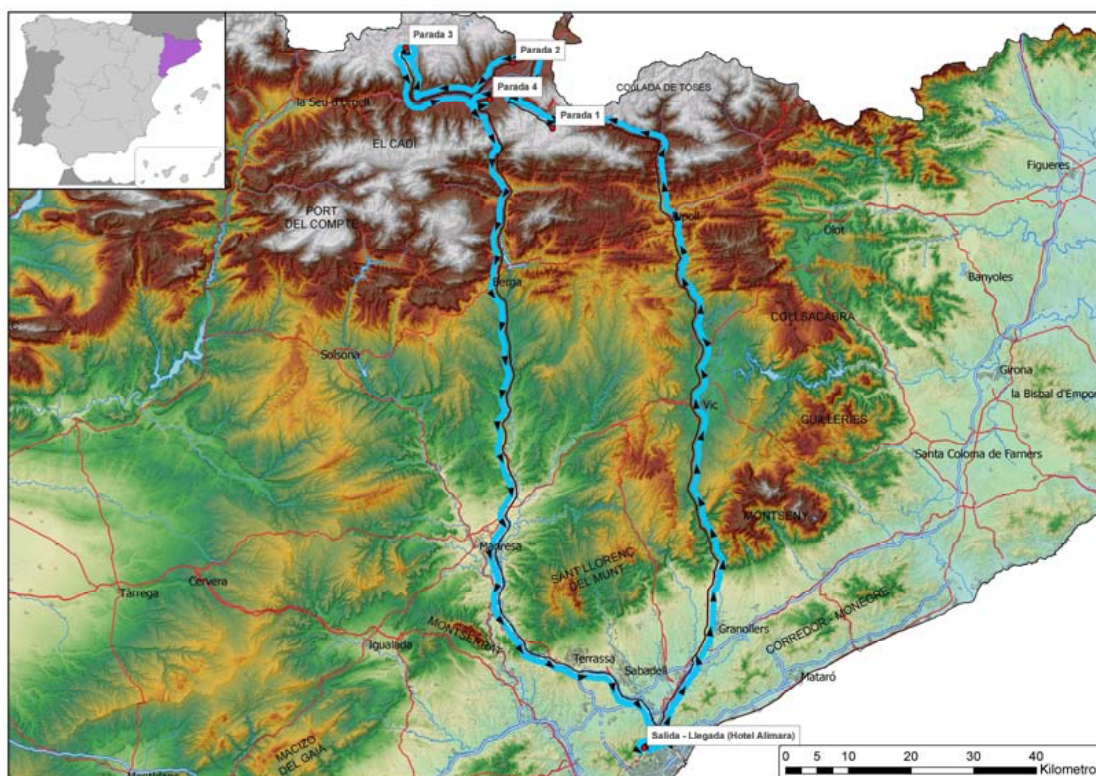 Parada 3
Parada 2
COLLADA DE TOSES
Parada 4
la Seu d'Urgell
Parada 1
EL CADÍ
Figueres
PORT
DEL COMPTE
Ripoll
Olot
Banyoles
Berga
COLLSACABRA
Solsona
Girona
la Bisbal d'Empor
Vic
GUILLERIES
Santa Coloma de Farners
MONTSENY
Manresa
SANT LLORENÇ
DEL MUNT
Cervera
Tàrrega
CORREDOR - MONEGRE
MONTSERRAT
Granollers
Igualada
Terrassa
Sabadell
Mataró
Salida - Llegada (Hotel Alimara)
MACIZO
DEL GAIA
0 5 10 20 30 40
Kilometro